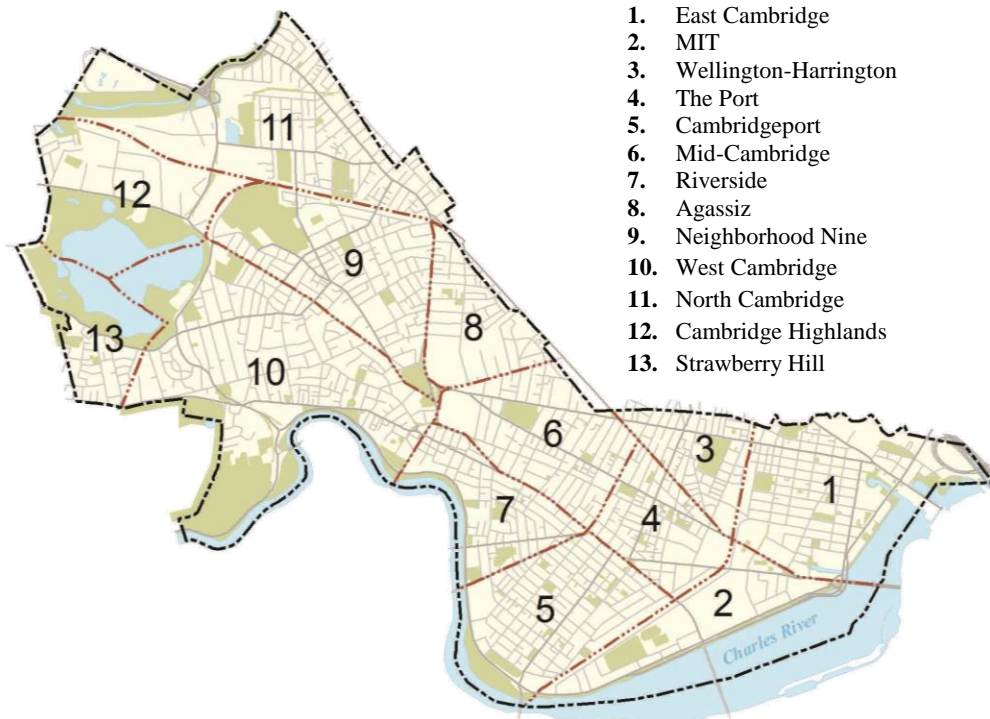 1. East Cambridge
2. MIT
3. Wellington-Harrington
4. The Port
5. Cambridgeport
6. Mid-Cambridge
7. Riverside
8. Agassiz
9. Neighborhood Nine
10. West Cambridge
11. North Cambridge
12. Cambridge Highlands
13. Strawberry Hill
11
12
9
13
8
10
6
3
1
7
4
5
2
Charles River